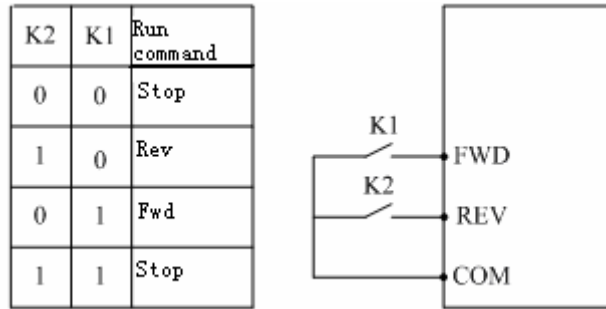 K2 K1 Run
command
0 0 Stop
1 0 Rev
0 1 Fwd
1 1 Stop
K1
FWD
K2
REV
COM